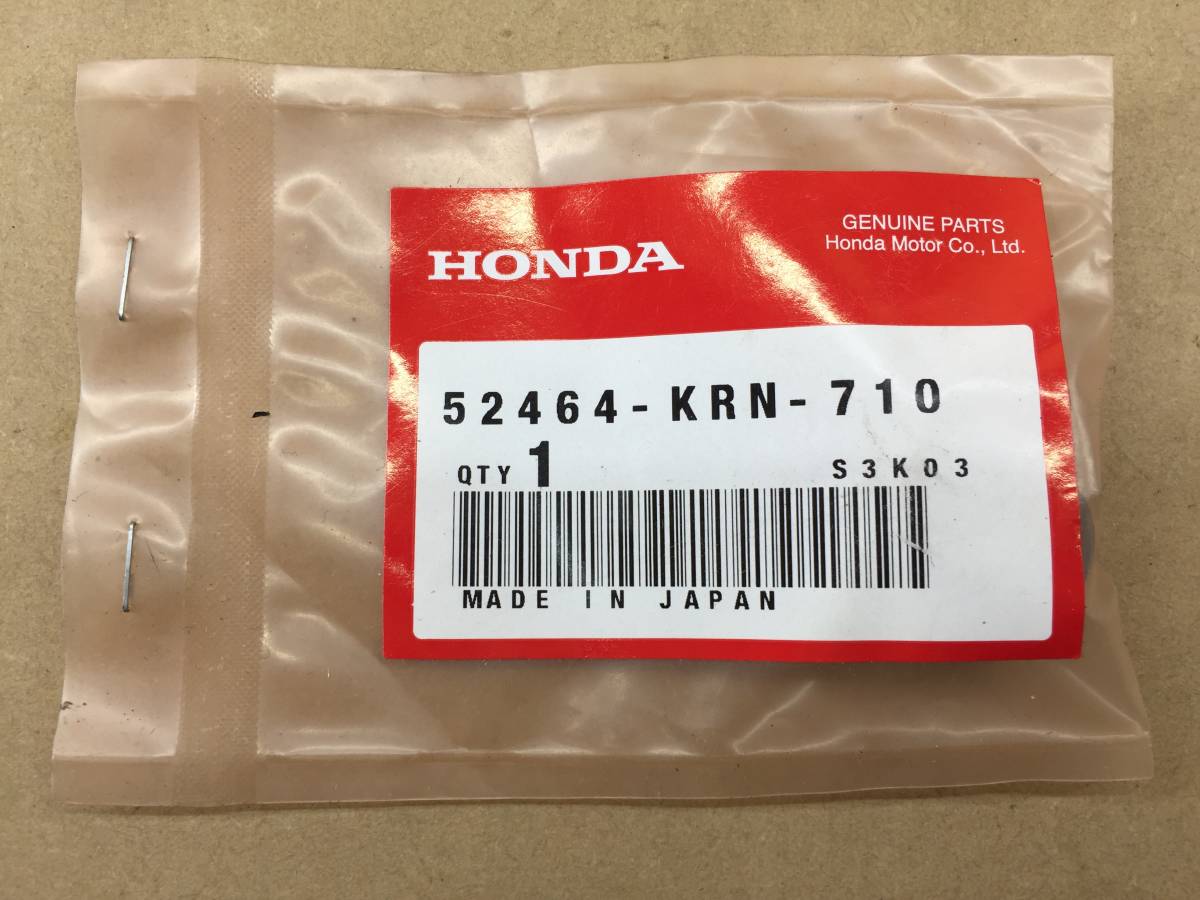 HONDA
GENUINE PARTS
Honda Motor Co., Ltd.
52464-KRN-710
QTY 1 S3K03
MADE IN JAPAN